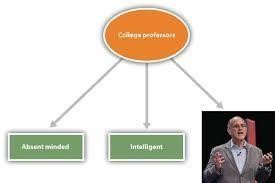 College professors
Absent minded
Intelligent